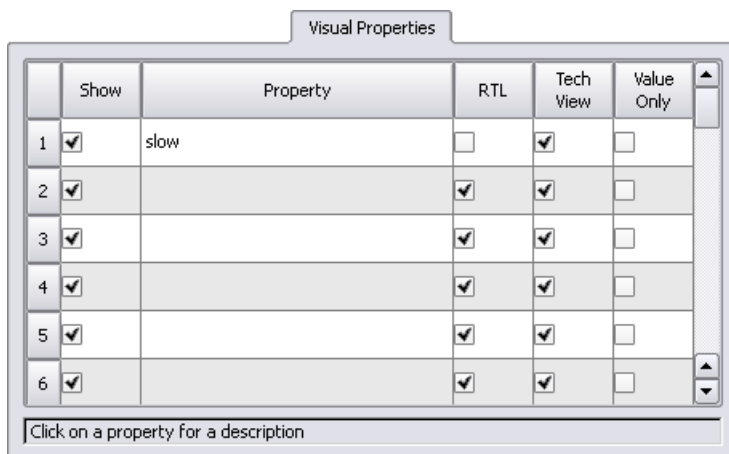 Visual Properties
Show Property RTL Tech View Value Only
1 slow
2
3
4
5
6
Click on a property for a description